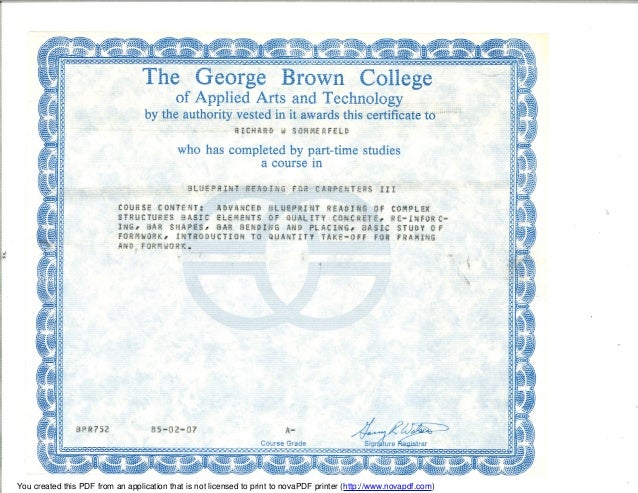 The George Brown College
of Applied Arts and Technology
by the authority vested in it awards this certificate to
RICHARD W SOMMERFELD
who has completed by part-time studies
a course in
BLUEPRINT READING FOR CARPENTERS III
COURSE CONTENT: ADVANCED BLUEPRINT READING OF COMPLEX
STRUCTURES BASIC ELEMENTS OF QUALITY CONCRETE, RE-INFORC-
ING, BAR SHAPES, BAR BENDING AND PLACING, BASIC STUDY OF
FORMWORK, INTRODUCTION TO QUANTITY TAKE-OFF FOR FRAMING
AND FORMWORK.
BPR752 85-02-07 A-
Course Grade Signature Registrar
You created this PDF from an application that is not licensed to print to novaPDF printer (http://www.novapdf.com)